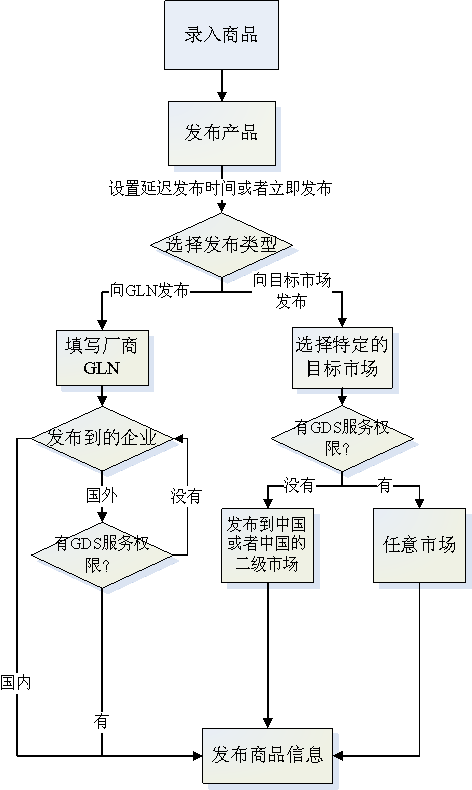 录入商品
发布产品
设置延迟发布时间或者立即发布
选择发布类型
向GLN发布
向目标市场
发布
填写厂商
GLN
选择特定的
目标市场
发布到的企业
有GDS服务权
限?
国外
没有
没有
有
有GDS服务权
限?
发布到中国
或者中国的
二级市场
任意市场
国内
有
发布商品信息